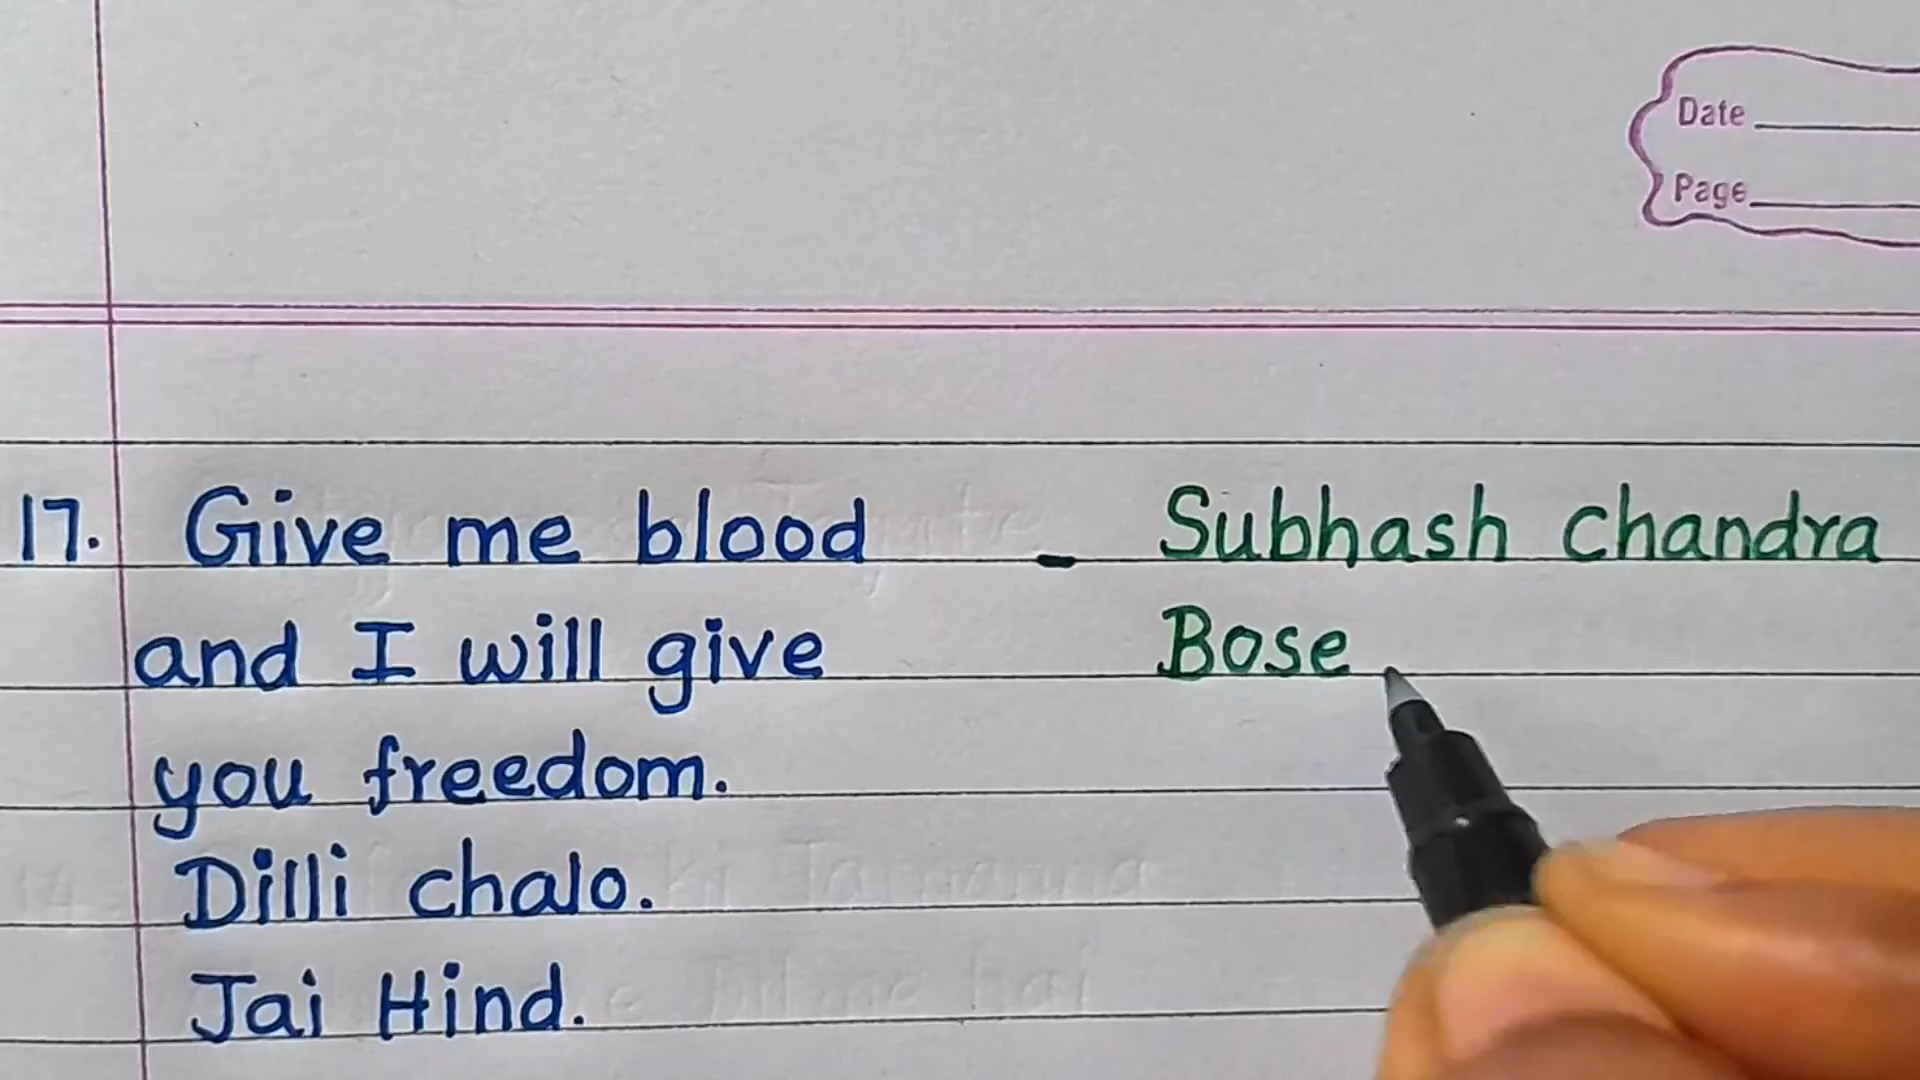 Date
Page
17. Give me blood - Subhash chandra
and I will give Bose
you freedom.
Dilli chalo.
Jai Hind.